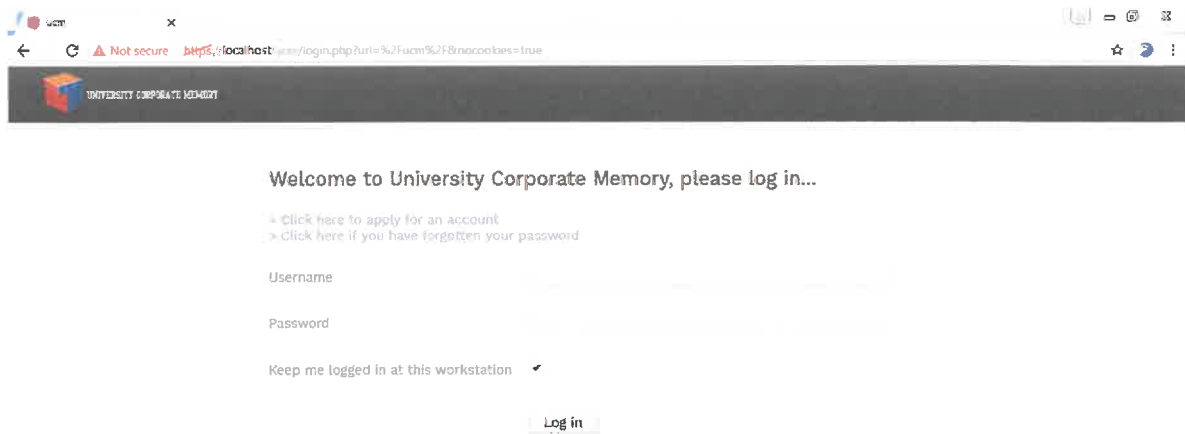 ucm
Not secure https://localhost/ucm/login.php?url=%2Fucm%2F&nocookies=true
UNIVERSITY CORPORATE MEMORY
Welcome to University Corporate Memory, please log in...
> Click here to apply for an account
> Click here if you have forgotten your password
Username
Password
Keep me logged in at this workstation
Log in